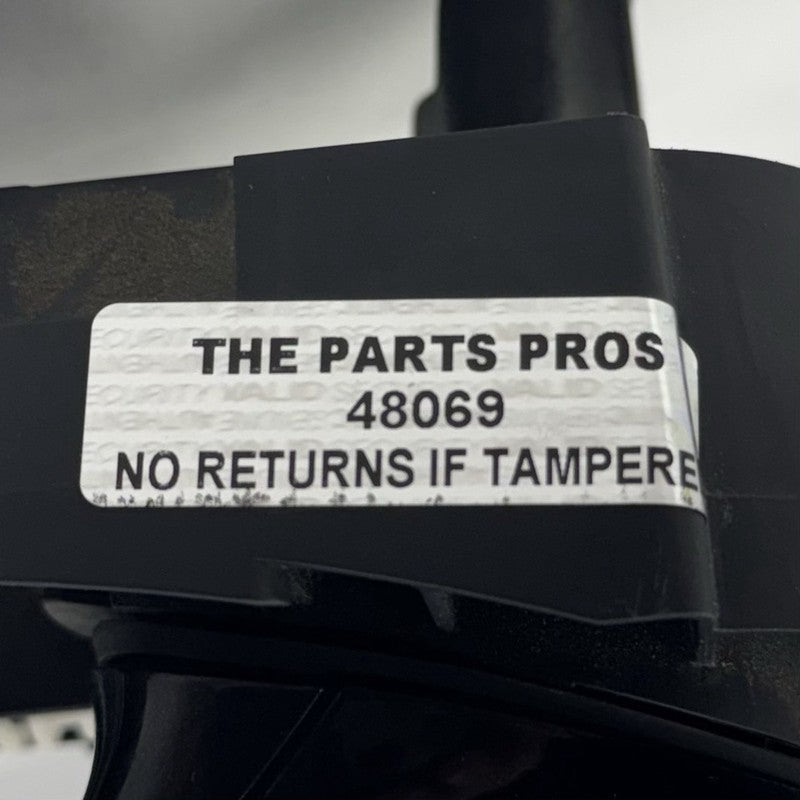 THE PARTS PROS
48069
NO RETURNS IF TAMPERE